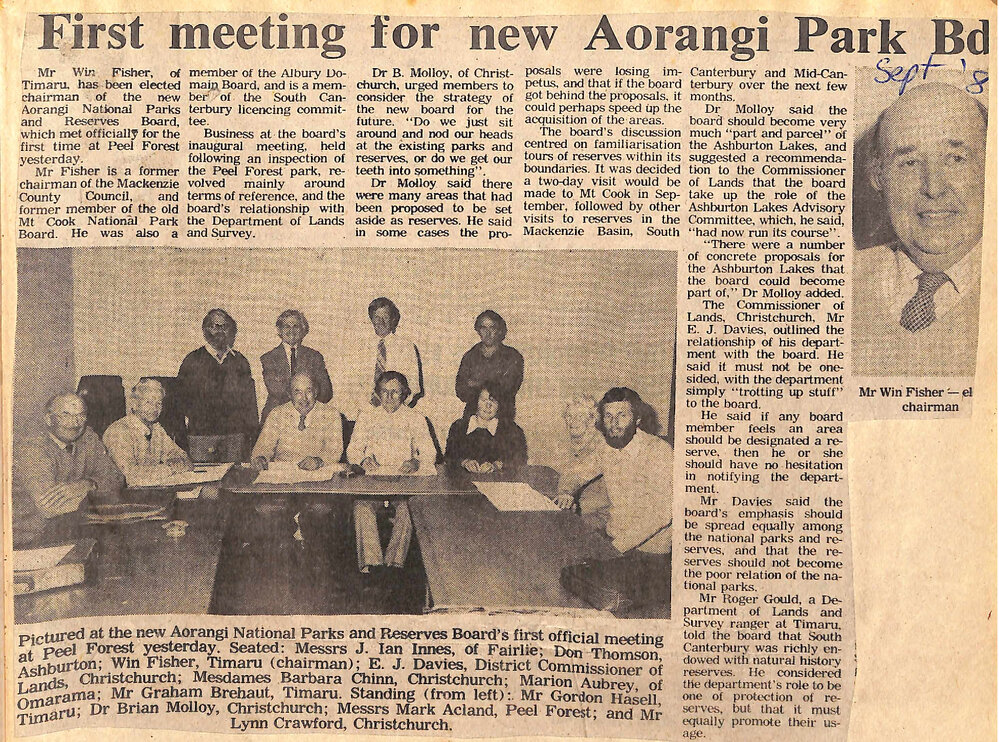 First meeting for new Aorangi Park Bd
Sept '8
Mr Win Fisher, of
Timaru, has been elected
chairman of the new
Aorangi National Parks
and Reserves Board,
which met officially for the
first time at Peel Forest
yesterday.
Mr Fisher is a former
chairman of the Mackenzie
County Council, and
former member of the old
Mt Cook National Park
Board. He was also a
member of the Albury Do-
main Board, and is a mem-
ber of the South Can-
terbury licencing commit-
tee.
Business at the board's
inaugural meeting, held
following an inspection of
the Peel Forest park, re-
volved mainly around
terms of reference, and the
board's relationship with
the Department of Lands
and Survey.
Dr B. Molloy, of Christ-
church, urged members to
consider the strategy of
the new board for the
future. "Do we just sit
around and nod our heads
at the existing parks and
reserves, or do we get our
teeth into something".
Dr Molloy said there
were many areas that had
been proposed to be set
aside as reserves. He said
in some cases the pro-
posals were losing im-
petus, and that if the board
got behind the proposals, it
could perhaps speed up the
acquisition of the areas.
The board's discussion
centred on familiarisation
tours of reserves within its
boundaries. It was decided
a two-day visit would be
made to Mt Cook in Sep-
tember, followed by other
visits to reserves in the
Mackenzie Basin, South
Canterbury and Mid-Can-
terbury over the next few
months.
Dr Molloy said the
board should become very
much "part and parcel" of
the Ashburton Lakes, and
suggested a recommenda-
tion to the Commissioner
of Lands that the board
take up the role of the
Ashburton Lakes Advisory
Committee, which, he said,
"had now run its course".
"There were a number
of concrete proposals for
the Ashburton Lakes that
the board could become
part of," Dr Molloy added.
The Commissioner of
Lands, Christchurch, Mr
E. J. Davies, outlined the
relationship of his depart-
ment with the board. He
said it must not be one-
sided, with the department
simply "trotting up stuff"
to the board.
He said if any board
member feels an area
should be designated a re-
serve, then he or she
should have no hesitation
in notifying the depart-
ment.
Mr Davies said the
board's emphasis should
be spread equally among
the national parks and re-
serves, and that the re-
serves should not become
the poor relation of the na-
tional parks.
Mr Roger Gould, a De-
partment of Lands and
Survey ranger at Timaru,
told the board that South
Canterbury was richly en-
dowed with natural history
reserves. He considered
the department's role to be
one of protection of re-
serves, but that it must
equally promote their us-
age.
Mr Win Fisher — el
chairman
Pictured at the new Aorangi National Parks and Reserves Board's first official meeting
at Peel Forest yesterday. Seated: Messrs J. Ian Innes, of Fairlie; Don Thomson,
Ashburton; Win Fisher, Timaru (chairman); E. J. Davies, District Commissioner of
Lands, Christchurch; Mesdames Barbara Chinn, Christchurch; Marion Aubrey, of
Omarama; Mr Graham Brehaut, Timaru. Standing (from left): Mr Gordon Hasell,
Timaru; Dr Brian Molloy, Christchurch; Messrs Mark Acland, Peel Forest; and Mr
Lynn Crawford, Christchurch.